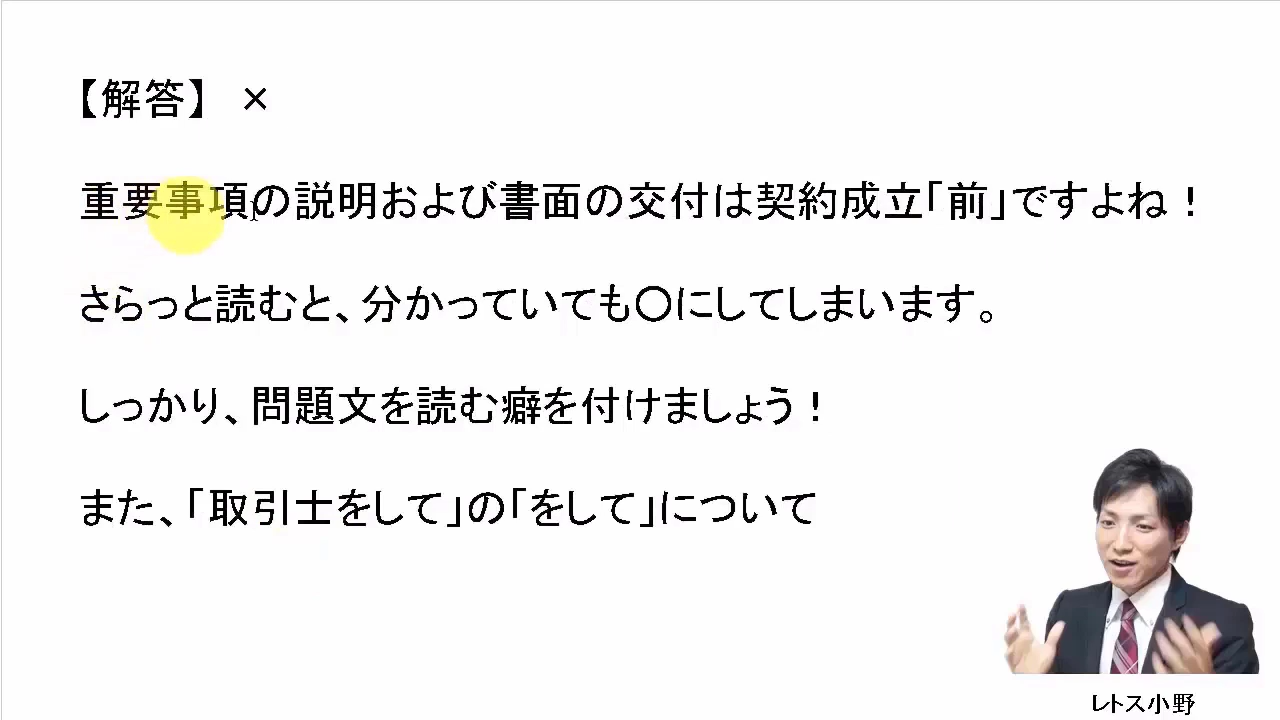 【解答】 ×
重要事項の説明および書面の交付は契約成立「前」ですよね！
さらっと読むと、分かっていても〇にしてしまいます。
しっかり、問題文を読む癖を付けましょう！
また、「取引士をして」の「をして」について
レトス小野